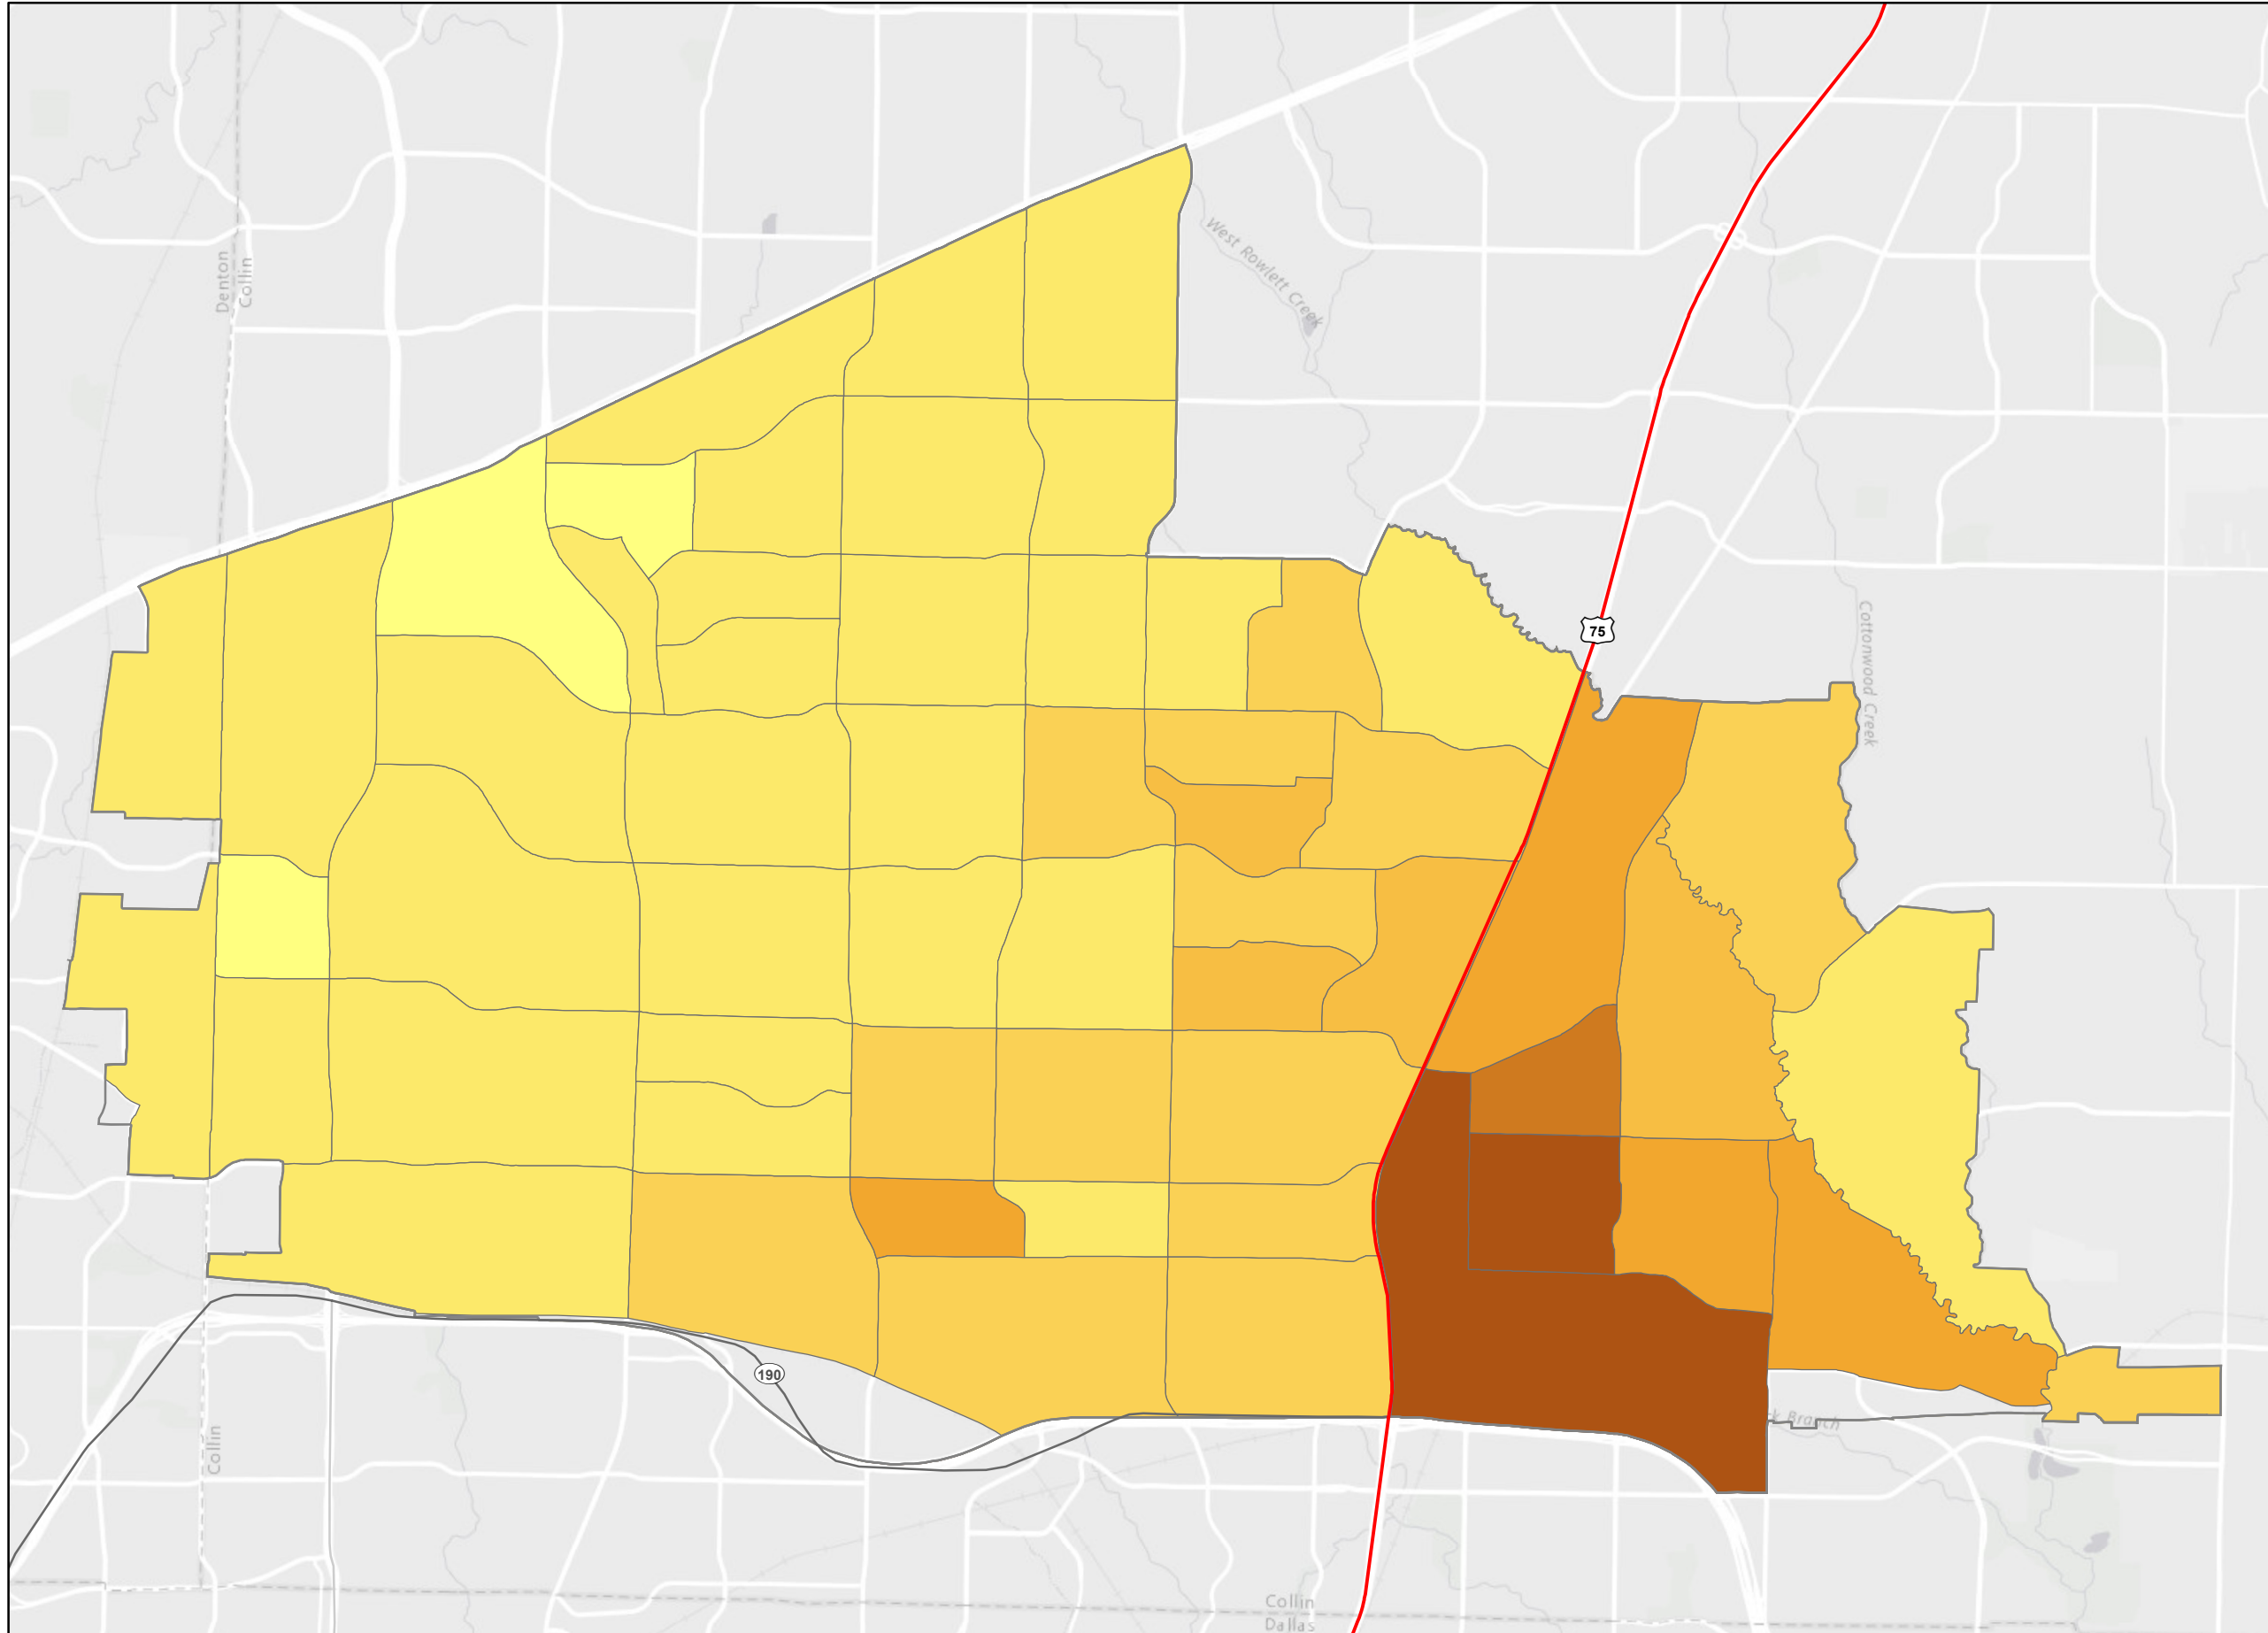 West Rowlett Creek
Denton
Collin
75
Cottonwood Creek
190
Branch
Collin
Collin
Dallas